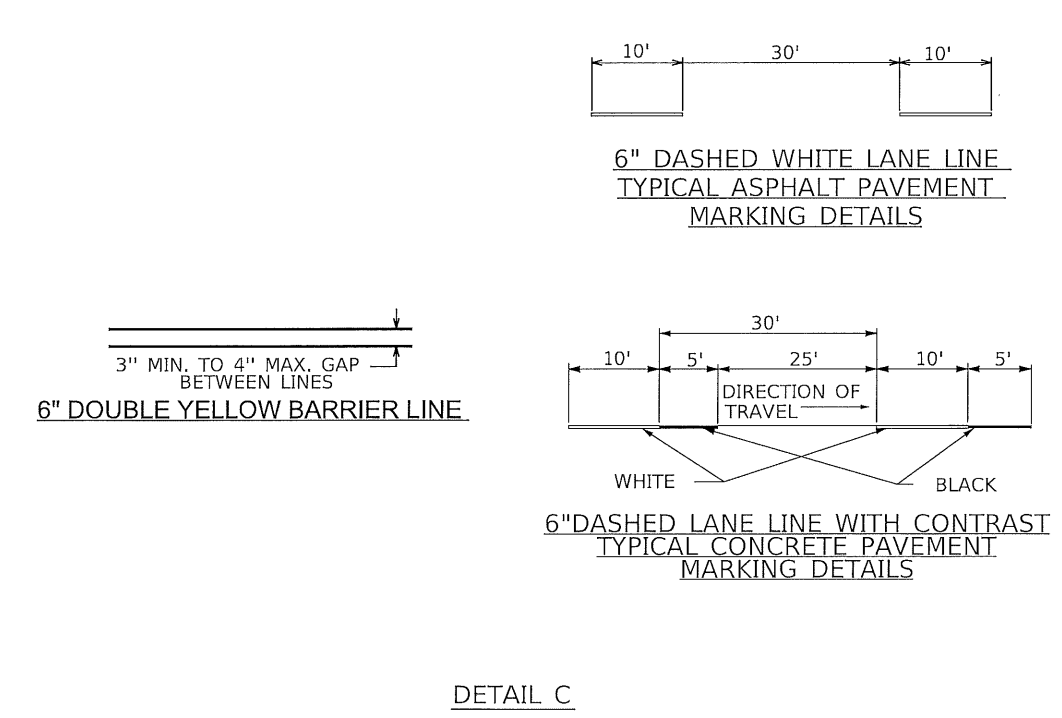 10' 30' 10'
6" DASHED WHITE LANE LINE
TYPICAL ASPHALT PAVEMENT
MARKING DETAILS
3" MIN. TO 4" MAX. GAP
BETWEEN LINES
6" DOUBLE YELLOW BARRIER LINE
30'
10' 5' 25' 10' 5'
DIRECTION OF
TRAVEL
WHITE BLACK
6"DASHED LANE LINE WITH CONTRAST
TYPICAL CONCRETE PAVEMENT
MARKING DETAILS
DETAIL C